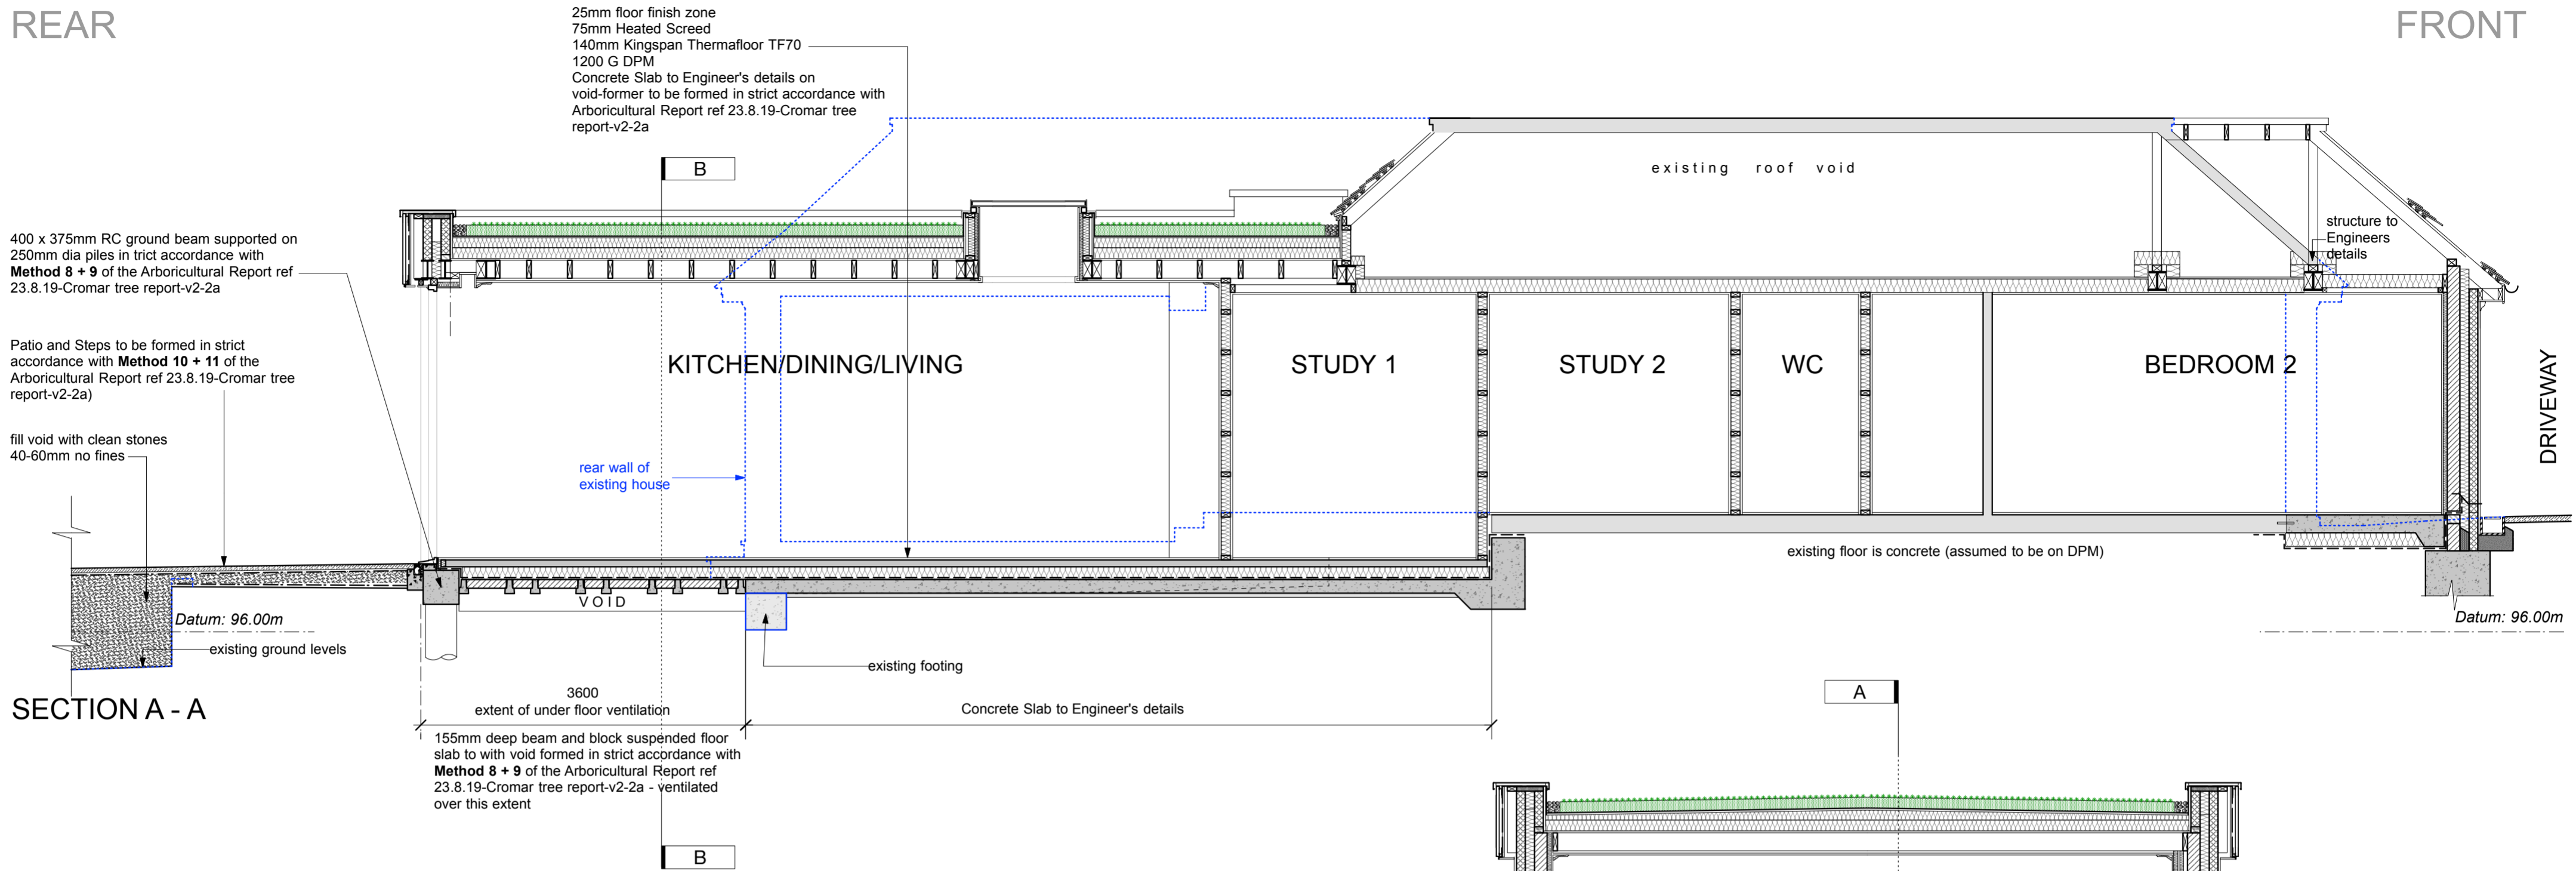 REAR
FRONT
25mm floor finish zone
75mm Heated Screed
140mm Kingspan Thermafloor TF70
1200 G DPM
Concrete Slab to Engineer's details on
void-former to be formed in strict accordance with
Arboricultural Report ref 23.8.19-Cromar tree
report-v2-2a
B
existing roof void
structure to
Engineers
details
400 x 375mm RC ground beam supported on
250mm dia piles in trict accordance with
Method 8 + 9 of the Arboricultural Report ref
23.8.19-Cromar tree report-v2-2a
Patio and Steps to be formed in strict
accordance with Method 10 + 11 of the
Arboricultural Report ref 23.8.19-Cromar tree
report-v2-2a)
fill void with clean stones
40-60mm no fines
KITCHEN/DINING/LIVING
STUDY 1
STUDY 2
WC
BEDROOM 2
DRIVEWAY
rear wall of
existing house
existing floor is concrete (assumed to be on DPM)
VOID
Datum: 96.00m
Datum: 96.00m
existing ground levels
existing footing
SECTION A - A
3600
extent of under floor ventilation
Concrete Slab to Engineer's details
A
155mm deep beam and block suspended floor
slab to with void formed in strict accordance with
Method 8 + 9 of the Arboricultural Report ref
23.8.19-Cromar tree report-v2-2a - ventilated
over this extent
B